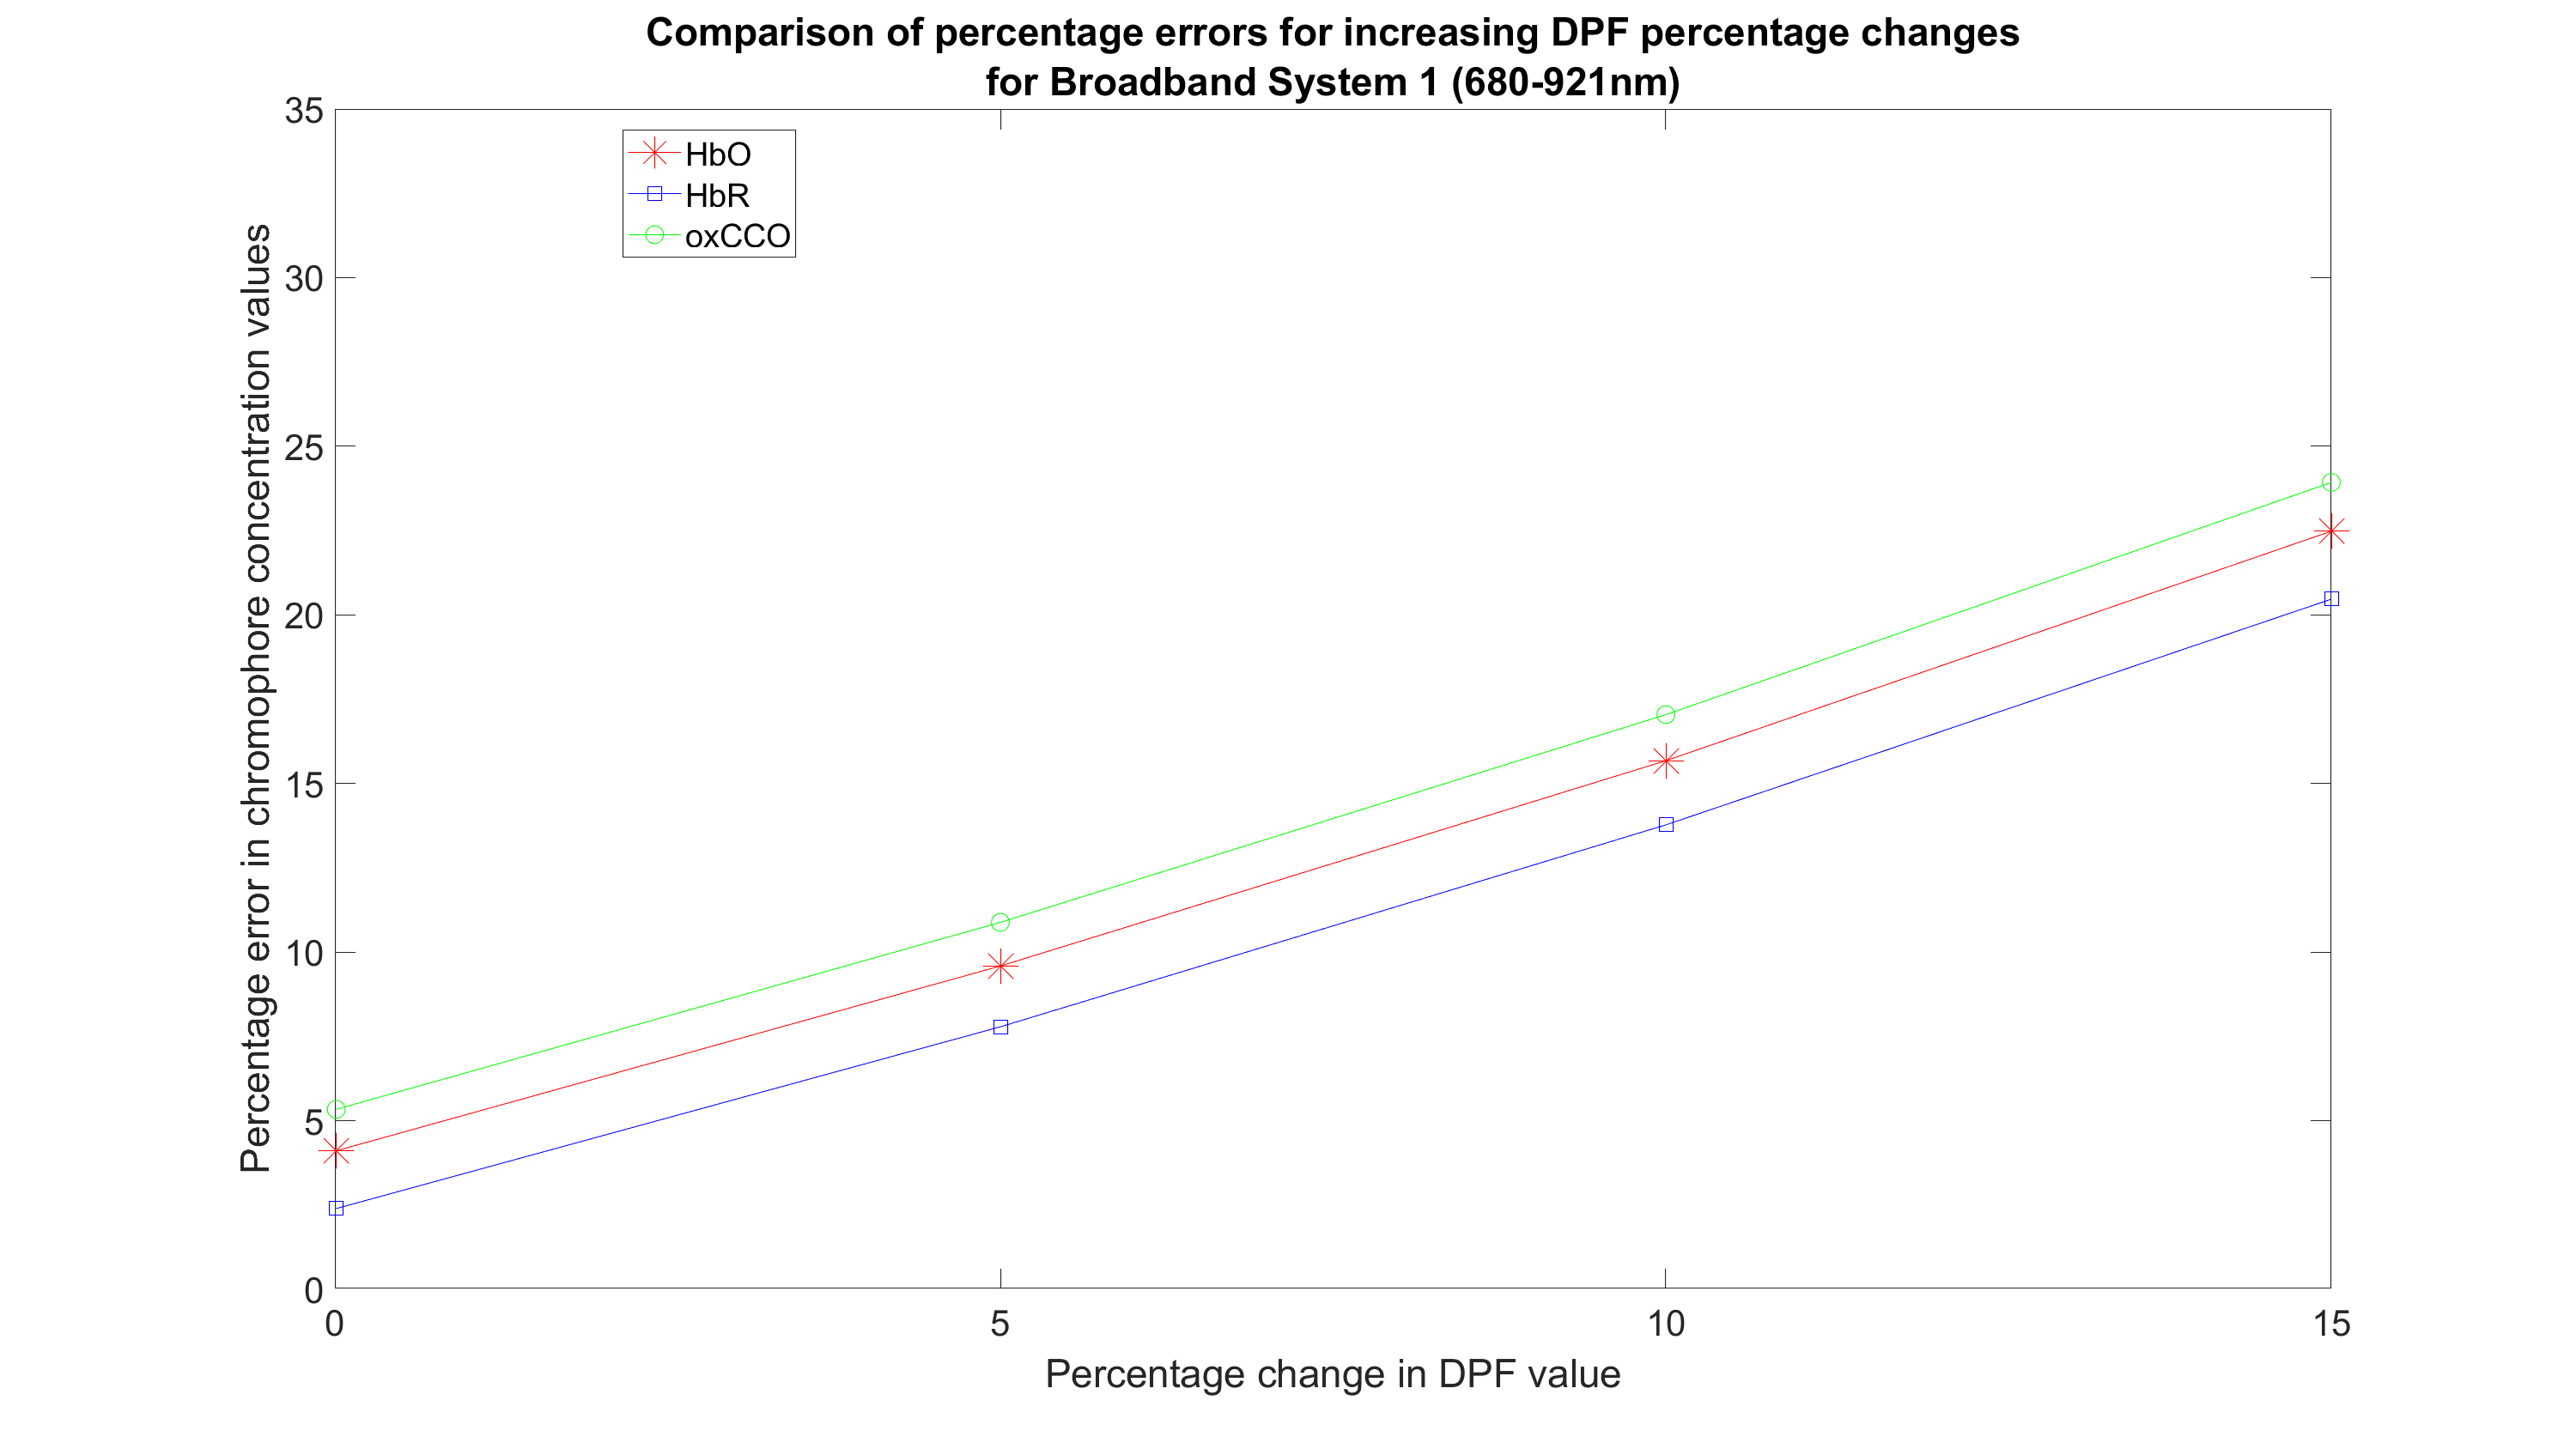 Comparison of percentage errors for increasing DPF percentage changes
for Broadband System 1 (680-921nm)
HbO
HbR
oxCCO
Percentage error in chromophore concentration values
35
30
25
20
15
10
5
0
0 5 10 15
Percentage change in DPF value